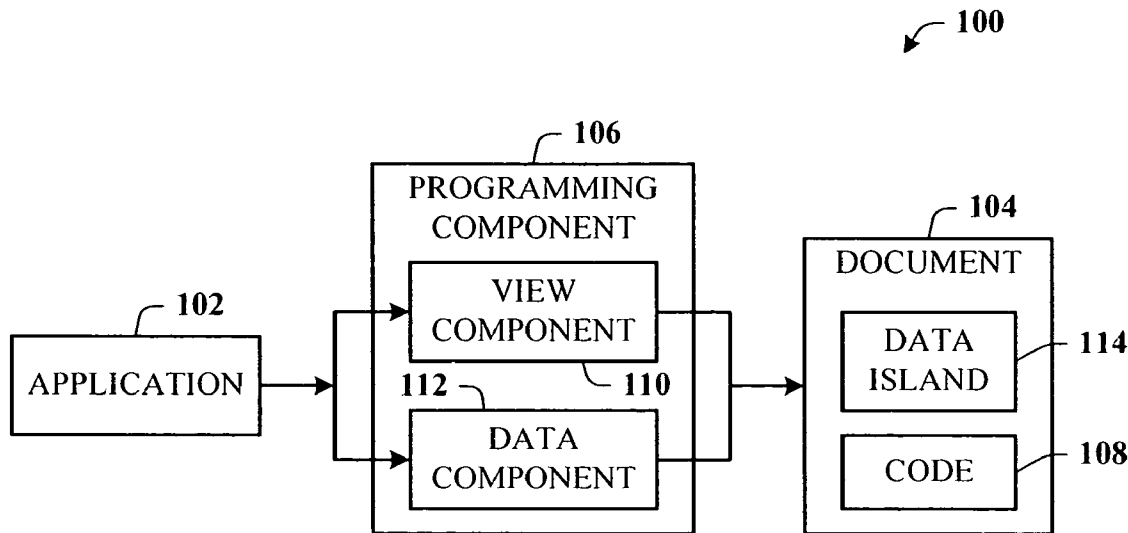 100
106
PROGRAMMING
COMPONENT
104
DOCUMENT
VIEW
COMPONENT
102
DATA
ISLAND
114
APPLICATION
112
110
DATA
COMPONENT
CODE
108